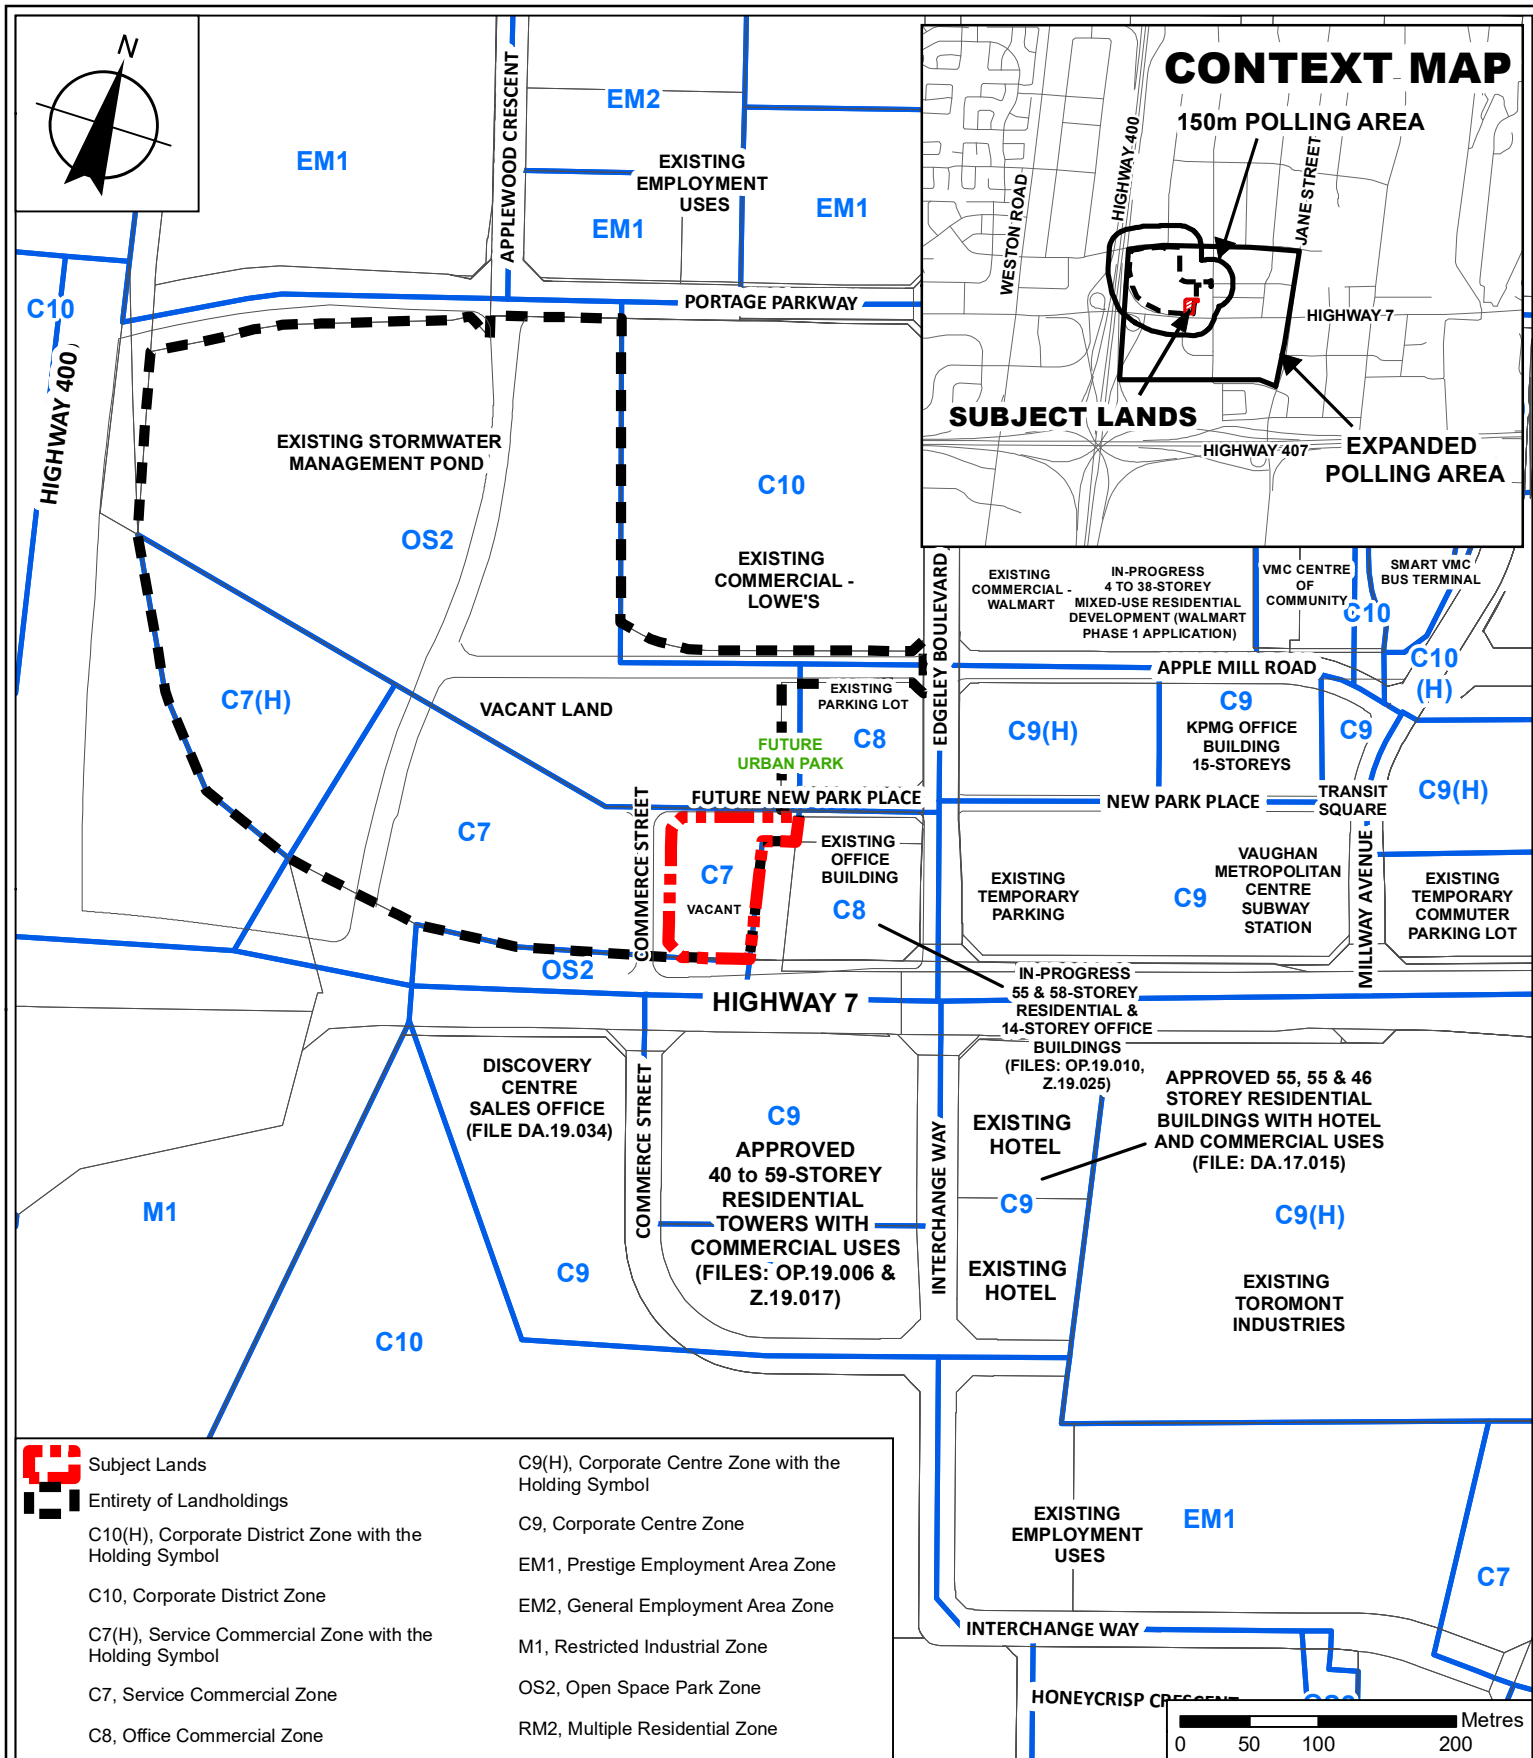 N
CONTEXT MAP
150m POLLING AREA
HIGHWAY 400
JANE STREET
WESTON ROAD
HIGHWAY 7
SUBJECT LANDS
HIGHWAY 407
EXPANDED
POLLING AREA
APPLEWOOD CRESCENT
EM2
EM1
EXISTING
EMPLOYMENT
USES
EM1
EM1
C10
PORTAGE PARKWAY
HIGHWAY 400
EXISTING STORMWATER
MANAGEMENT POND
OS2
C10
EXISTING
COMMERCIAL -
LOWE'S
EDGELEY BOULEVARD
EXISTING
COMMERCIAL -
WALMART
IN-PROGRESS
4 TO 38-STOREY
MIXED-USE RESIDENTIAL
DEVELOPMENT (WALMART
PHASE 1 APPLICATION)
VMC CENTRE
OF
COMMUNITY
SMART VMC
BUS TERMINAL
C10
C10
(H)
APPLE MILL ROAD
C7(H)
VACANT LAND
EXISTING
PARKING LOT
FUTURE
URBAN PARK
C8
C9(H)
C9
KPMG OFFICE
BUILDING
15-STOREYS
C9
C9(H)
TRANSIT
SQUARE
FUTURE NEW PARK PLACE
NEW PARK PLACE
COMMERCE STREET
C7
C7
VACANT
EXISTING
OFFICE
BUILDING
C8
EXISTING
TEMPORARY
PARKING
C9
VAUGHAN
METROPOLITAN
CENTRE
SUBWAY
STATION
MILLWAY AVENUE
EXISTING
TEMPORARY
COMMUTER
PARKING LOT
OS2
HIGHWAY 7
IN-PROGRESS
55 & 58-STOREY
RESIDENTIAL &
14-STOREY OFFICE
BUILDINGS
(FILES: OP.19.010,
Z.19.025)
DISCOVERY
CENTRE
SALES OFFICE
(FILE DA.19.034)
COMMERCE STREET
C9
APPROVED
40 to 59-STOREY
RESIDENTIAL
TOWERS WITH
COMMERCIAL USES
(FILES: OP.19.006 &
Z.19.017)
INTERCHANGE WAY
EXISTING
HOTEL
C9
EXISTING
HOTEL
APPROVED 55, 55 & 46
STOREY RESIDENTIAL
BUILDINGS WITH HOTEL
AND COMMERCIAL USES
(FILE: DA.17.015)
C9(H)
EXISTING
TOROMONT
INDUSTRIES
M1
C9
C10
EXISTING
EMPLOYMENT
USES
EM1
C7
INTERCHANGE WAY
HONEYCRISP
Subject Lands
Entirety of Landholdings
C10(H), Corporate District Zone with the
Holding Symbol
C10, Corporate District Zone
C7(H), Service Commercial Zone with the
Holding Symbol
C7, Service Commercial Zone
C8, Office Commercial Zone
C9(H), Corporate Centre Zone with the
Holding Symbol
C9, Corporate Centre Zone
EM1, Prestige Employment Area Zone
EM2, General Employment Area Zone
M1, Restricted Industrial Zone
OS2, Open Space Park Zone
RM2, Multiple Residential Zone
Metres
0 50 100 200